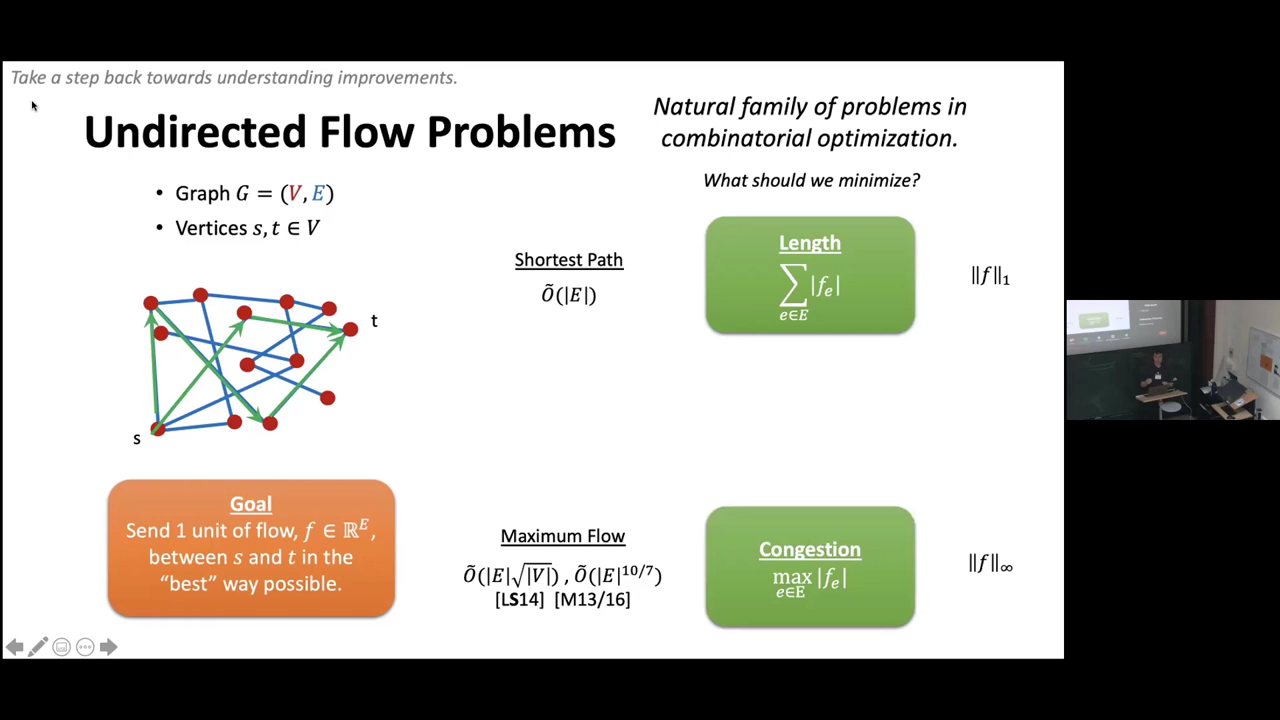 Take a step back towards understanding improvements.
Undirected Flow Problems
Natural family of problems in
combinatorial optimization.
What should we minimize?
• Graph G = (V, E)
• Vertices s, t ∈ V
s
t
Goal
Send 1 unit of flow, f ∈ ℝ^E,
between s and t in the
“best” way possible.
Shortest Path
Õ(|E|)
Length
∑_{e∈E} |f_e|
‖f‖₁
Maximum Flow
Õ(|E|√|V|) , Õ(|E|^{10/7})
[LS14] [M13/16]
Congestion
max_{e∈E} |f_e|
‖f‖_∞